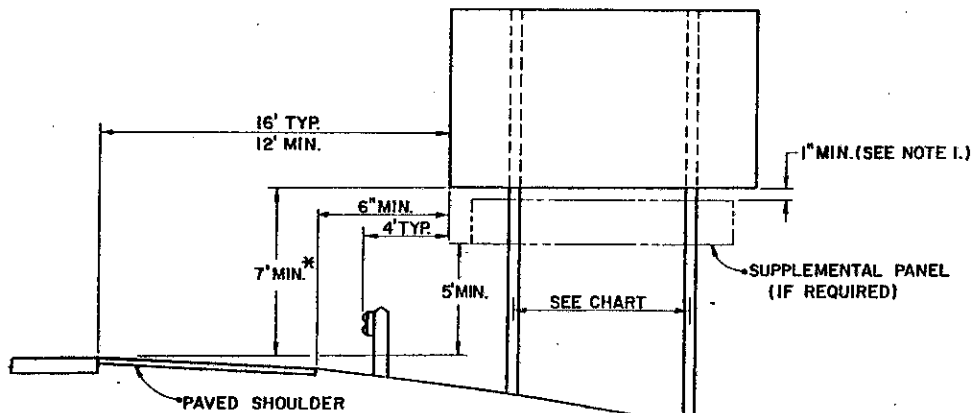 16' TYP.
12' MIN.
1" MIN. (SEE NOTE 1.)
6" MIN.
4' TYP.
7' MIN.*
5' MIN.
SUPPLEMENTAL PANEL
(IF REQUIRED)
SEE CHART
PAVED SHOULDER